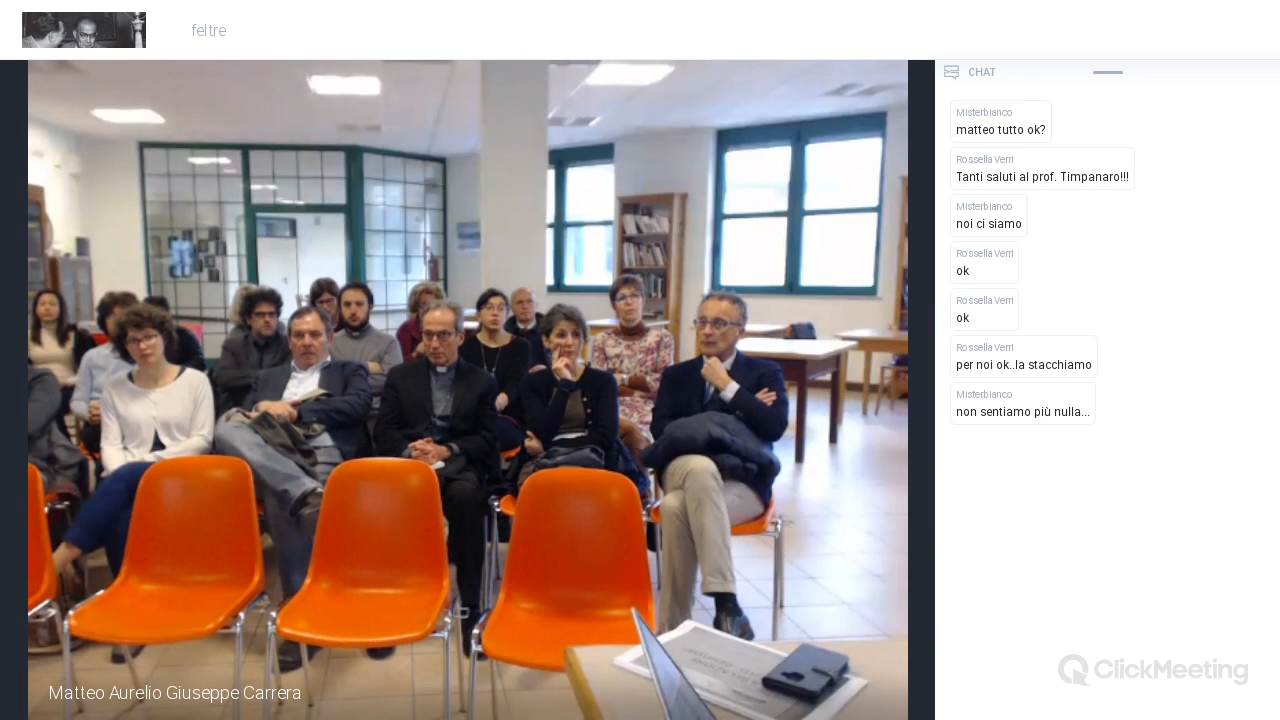 feltre
CHAT
Misterbianco
matteo tutto ok?
Rossella Verri
Tanti saluti al prof. Timpanaro!!!
Misterbianco
noi ci siamo
Rossella Verri
ok
Rossella Verri
ok
Rossella Verri
per noi ok..la stacchiamo
Misterbianco
non sentiamo più nulla...
Matteo Aurelio Giuseppe Carrera
ClickMeeting